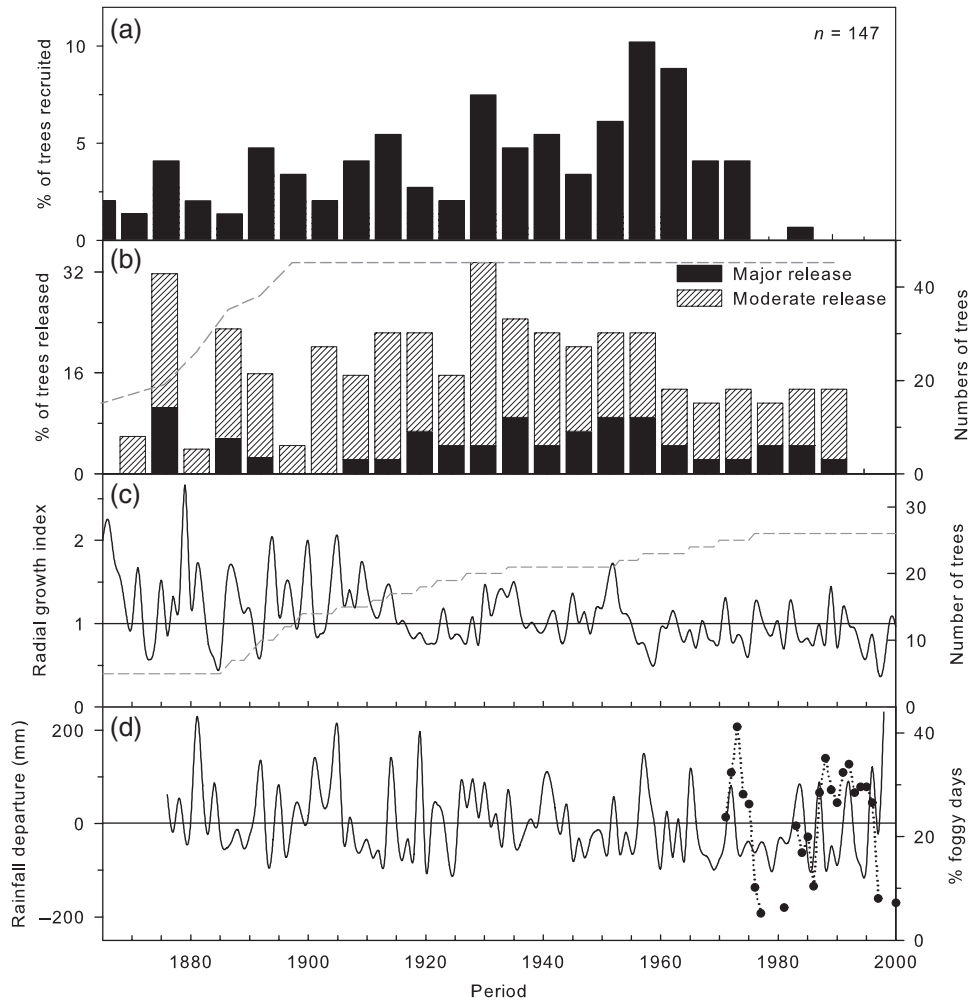 (a)
n = 147
10
5
0
% of trees recruited
(b)
Major release
Moderate release
32
16
0
% of trees released
40
20
0
Numbers of trees
(c)
2
1
0
Radial growth index
30
20
10
0
Number of trees
(d)
200
0
−200
Rainfall departure (mm)
40
20
0
% foggy days
1880 1900 1920 1940 1960 1980 2000
Period